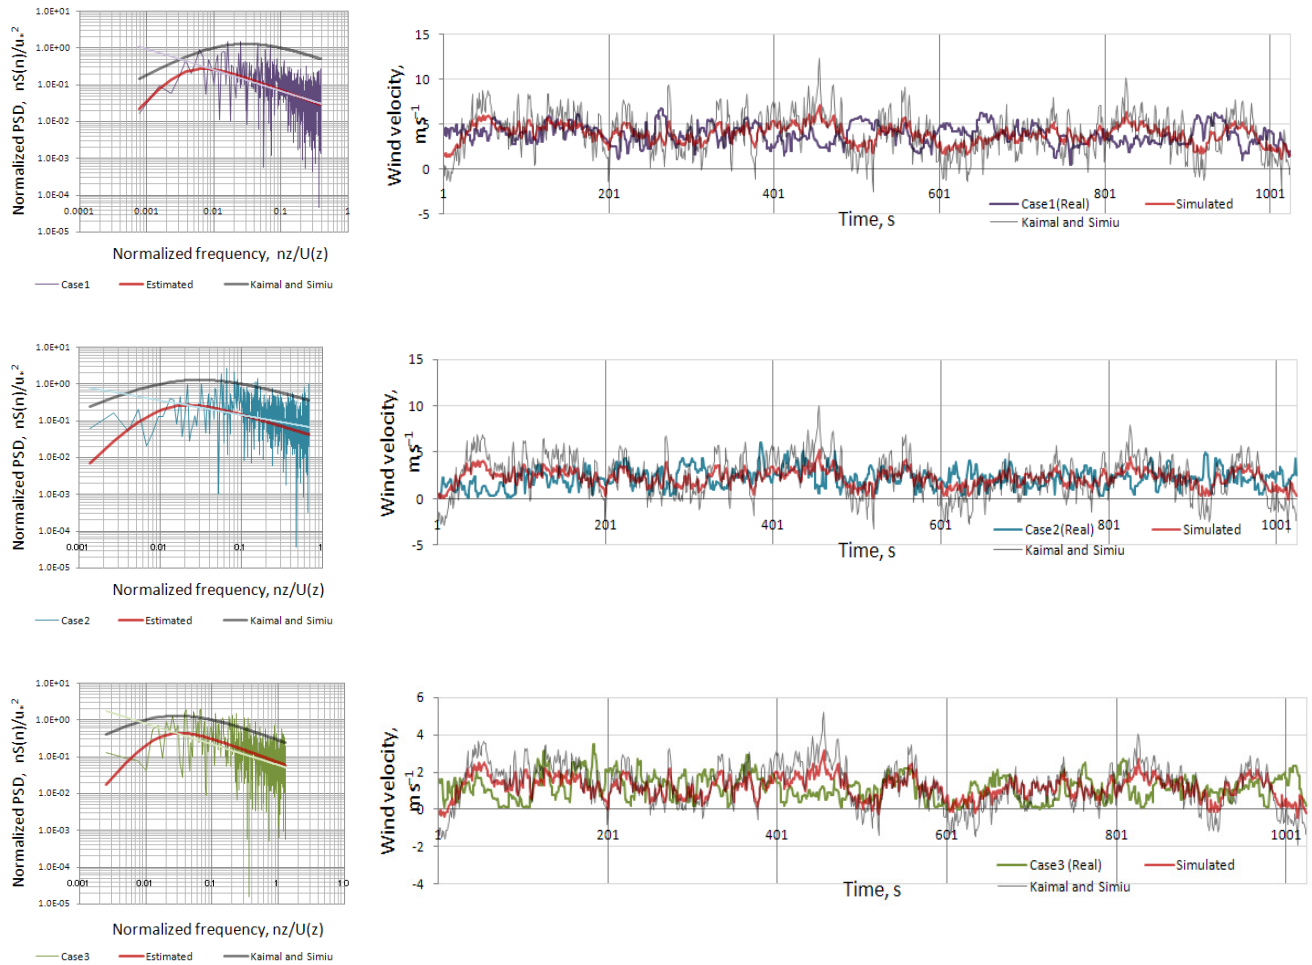 Normalized PSD, nS(n)/u*²
1.0E+01
1.0E+00
1.0E-01
1.0E-02
1.0E-03
1.0E-04
1.0E-05
0.0001 0.001 0.01 0.1 1
Normalized frequency, nz/U(z)
Case1 Estimated Kaimal and Simiu
Wind velocity,
m s⁻¹
15
10
5
0
-5
1 201 401 601 801 1001
Time, s
Case1(Real) Simulated
Kaimal and Simiu
Normalized PSD, nS(n)/u*²
1.0E+01
1.0E+00
1.0E-01
1.0E-02
1.0E-03
1.0E-04
1.0E-05
0.001 0.01 0.1 1
Normalized frequency, nz/U(z)
Case2 Estimated Kaimal and Simiu
Wind velocity,
m s⁻¹
15
10
5
0
-5
1 201 401 601 801 1001
Time, s
Case2(Real) Simulated
Kaimal and Simiu
Normalized PSD, nS(n)/u*²
1.0E+01
1.0E+00
1.0E-01
1.0E-02
1.0E-03
1.0E-04
1.0E-05
0.001 0.01 0.1 1 10
Normalized frequency, nz/U(z)
Case3 Estimated Kaimal and Simiu
Wind velocity,
m s⁻¹
6
4
2
0
-2
-4
1 201 401 601 801 1001
Time, s
Case3 (Real) Simulated
Kaimal and Simiu